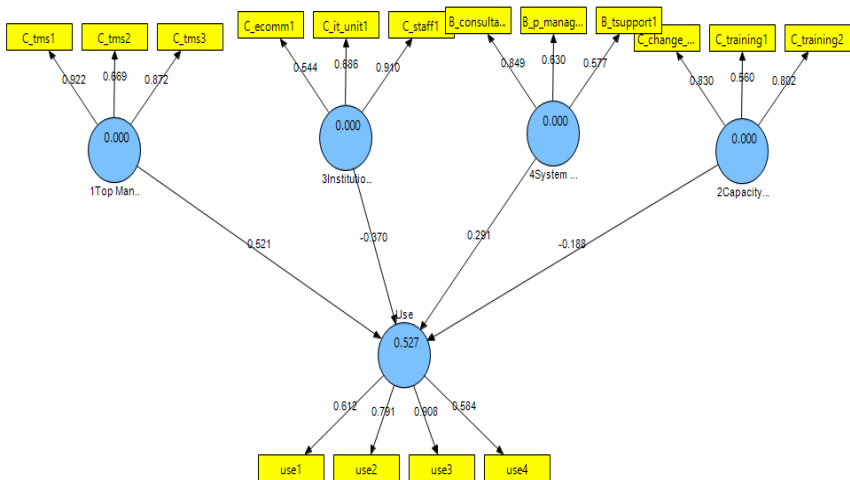 C_tms1
C_tms2
C_tms3
C_ecomm1
C_it_unit1
C_staff1
B_consulta...
B_p_manag...
B_tsupport1
C_change_...
C_training1
C_training2
0.922
0.669
0.872
0.544
0.686
0.910
0.849
0.630
0.577
0.830
0.560
0.802
0.000
0.000
0.000
0.000
1Top Man..
3Institutio..
4System ...
2Capacity...
0.521
-0.370
0.291
-0.188
Use
0.527
0.612
0.791
0.908
0.584
use1
use2
use3
use4